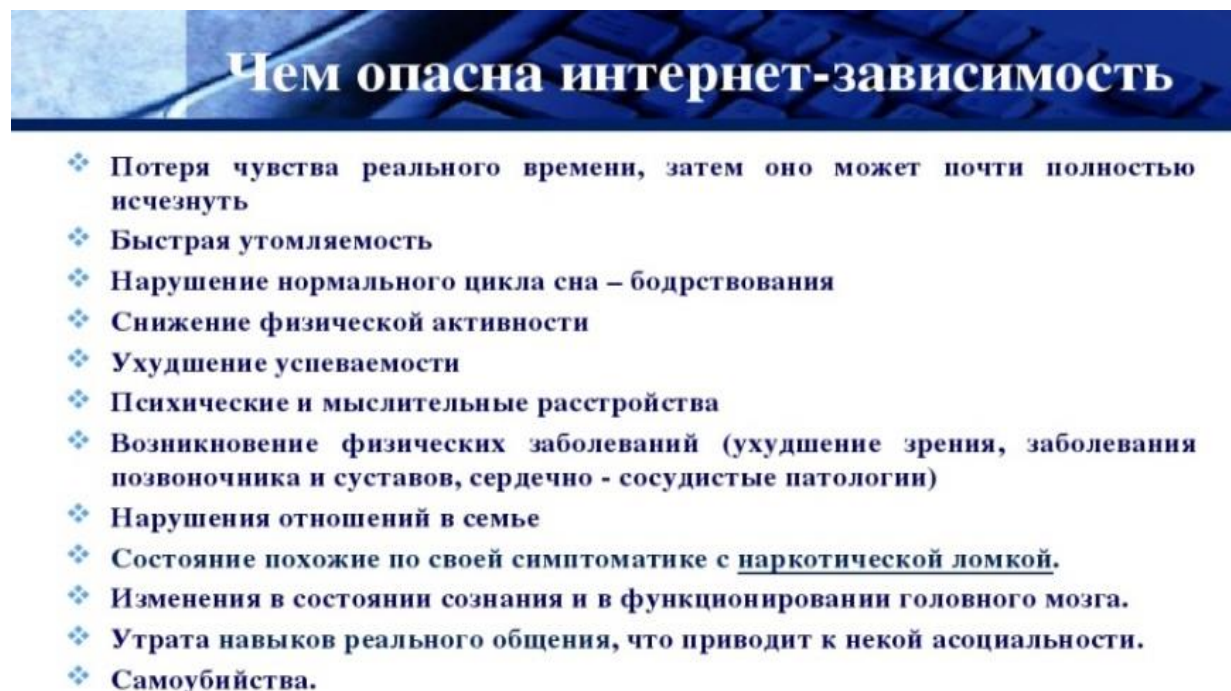 Чем опасна интернет-зависимость
Потеря чувства реального времени, затем оно может почти полностью
исчезнуть
Быстрая утомляемость
Нарушение нормального цикла сна – бодрствования
Снижение физической активности
Ухудшение успеваемости
Психические и мыслительные расстройства
Возникновение физических заболеваний (ухудшение зрения, заболевания
позвоночника и суставов, сердечно - сосудистые патологии)
Нарушения отношений в семье
Состояние похожие по своей симптоматике с наркотической ломкой.
Изменения в состоянии сознания и в функционировании головного мозга.
Утрата навыков реального общения, что приводит к некой асоциальности.
Самоубийства.